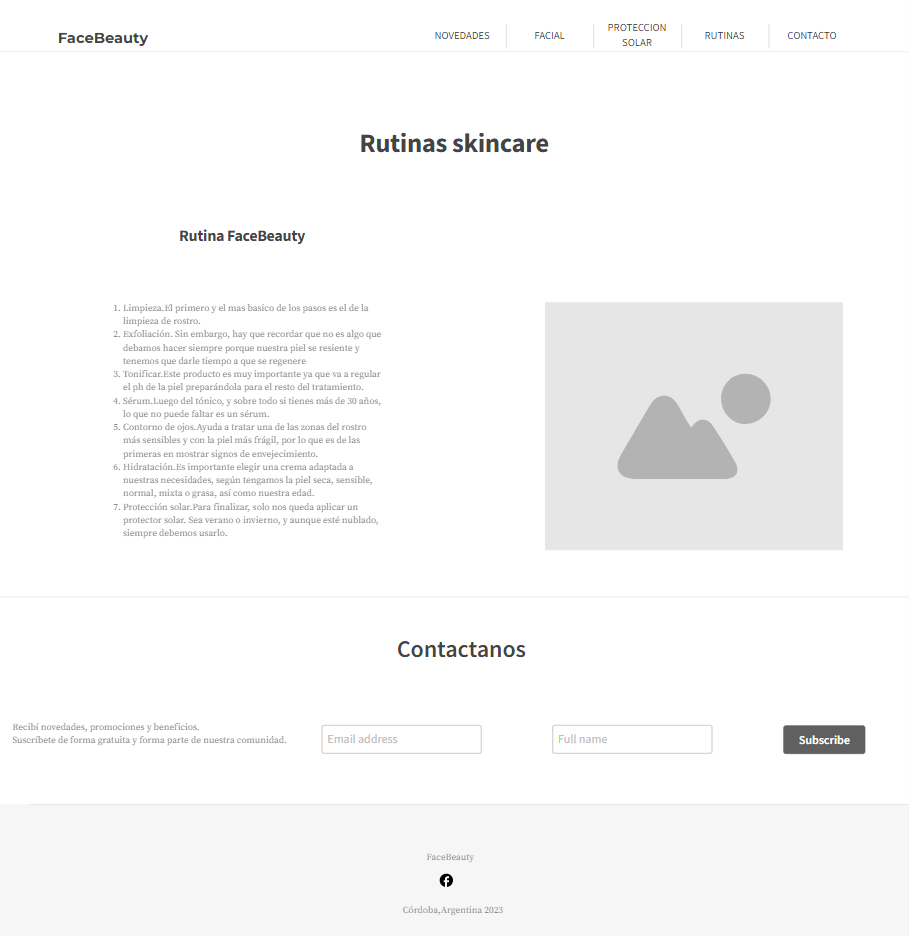 FaceBeauty
NOVEDADES
FACIAL
PROTECCION
SOLAR
RUTINAS
CONTACTO
Rutinas skincare
Rutina FaceBeauty
1. Limpieza.El primero y el mas basico de los pasos es el de la
limpieza de rostro.
2. Exfoliación. Sin embargo, hay que recordar que no es algo que
debamos hacer siempre porque nuestra piel se resiente y
tenemos que darle tiempo a que se regenere
3. Tonificar.Este producto es muy importante ya que va a regular
el ph de la piel preparándola para el resto del tratamiento.
4. Sérum.Luego del tónico, y sobre todo si tienes más de 30 años,
lo que no puede faltar es un sérum.
5. Contorno de ojos.Ayuda a tratar una de las zonas del rostro
más sensibles y con la piel más frágil, por lo que es de las
primeras en mostrar signos de envejecimiento.
6. Hidratación.Es importante elegir una crema adaptada a
nuestras necesidades, según tengamos la piel seca, sensible,
normal, mixta o grasa, así como nuestra edad.
7. Protección solar.Para finalizar, solo nos queda aplicar un
protector solar. Sea verano o invierno, y aunque esté nublado,
siempre debemos usarlo.
Contactanos
Recibí novedades, promociones y beneficios.
Suscríbete de forma gratuita y forma parte de nuestra comunidad.
Email address
Full name
Subscribe
FaceBeauty
Córdoba,Argentina 2023